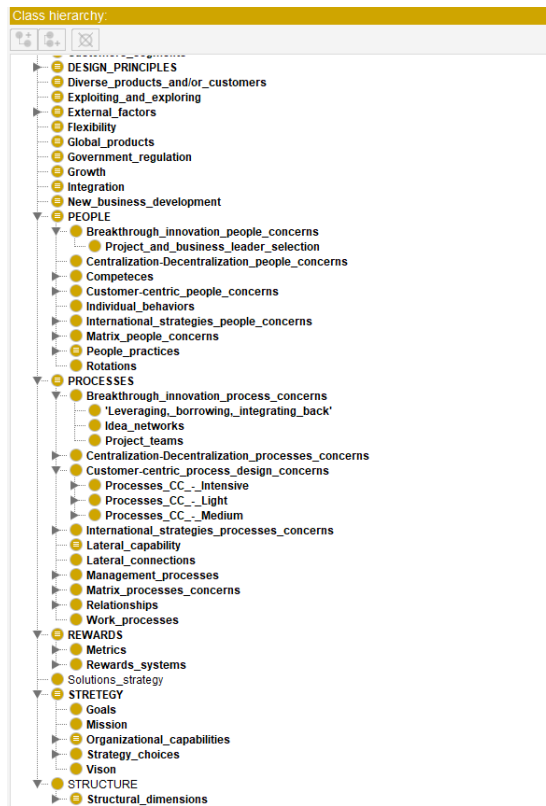 Class hierarchy:
Customers_segments
DESIGN_PRINCIPLES
Diverse_products_and/or_customers
Exploiting_and_exploring
External_factors
Flexibility
Global_products
Government_regulation
Growth
Integration
New_business_development
PEOPLE
Breakthrough_innovation_people_concerns
Project_and_business_leader_selection
Centralization-Decentralization_people_concerns
Competeces
Customer-centric_people_concerns
Individual_behaviors
International_strategies_people_concerns
Matrix_people_concerns
People_practices
Rotations
PROCESSES
Breakthrough_innovation_process_concerns
'Leveraging,_borrowing,_integrating_back'
Idea_networks
Project_teams
Centralization-Decentralization_processes_concerns
Customer-centric_process_design_concerns
Processes_CC_-_Intensive
Processes_CC_-_Light
Processes_CC_-_Medium
International_strategies_processes_concerns
Lateral_capability
Lateral_connections
Management_processes
Matrix_processes_concerns
Relationships
Work_processes
REWARDS
Metrics
Rewards_systems
Solutions_strategy
STRETEGY
Goals
Mission
Organizational_capabilities
Strategy_choices
Vison
STRUCTURE
Structural_dimensions